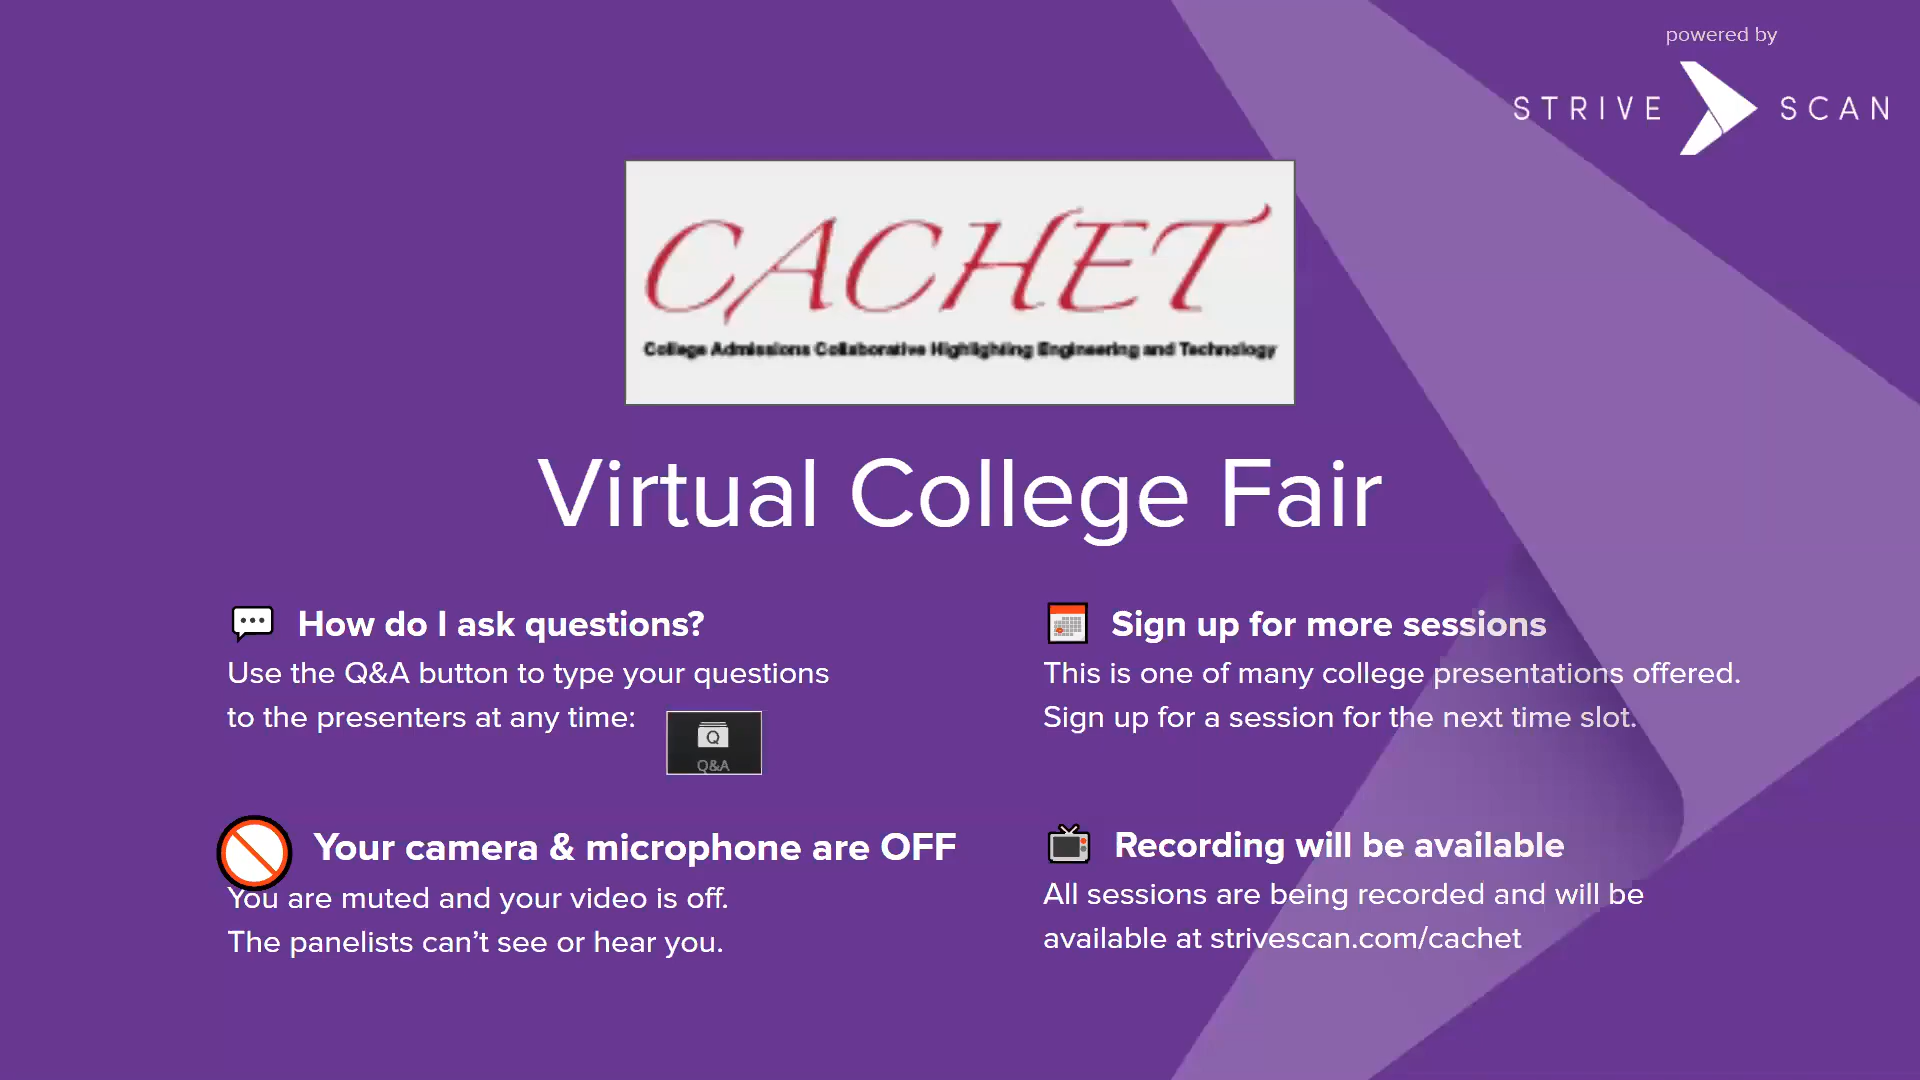 powered by
STRIVE SCAN
CACHET
College Admissions Collaborative Highlighting Engineering and Technology
Virtual College Fair
How do I ask questions?
Use the Q&A button to type your questions
to the presenters at any time:
Q
Q&A
Sign up for more sessions
This is one of many college presentations offered.
Sign up for a session for the next time slot.
Your camera & microphone are OFF
You are muted and your video is off.
The panelists can’t see or hear you.
Recording will be available
All sessions are being recorded and will be
available at strivescan.com/cachet